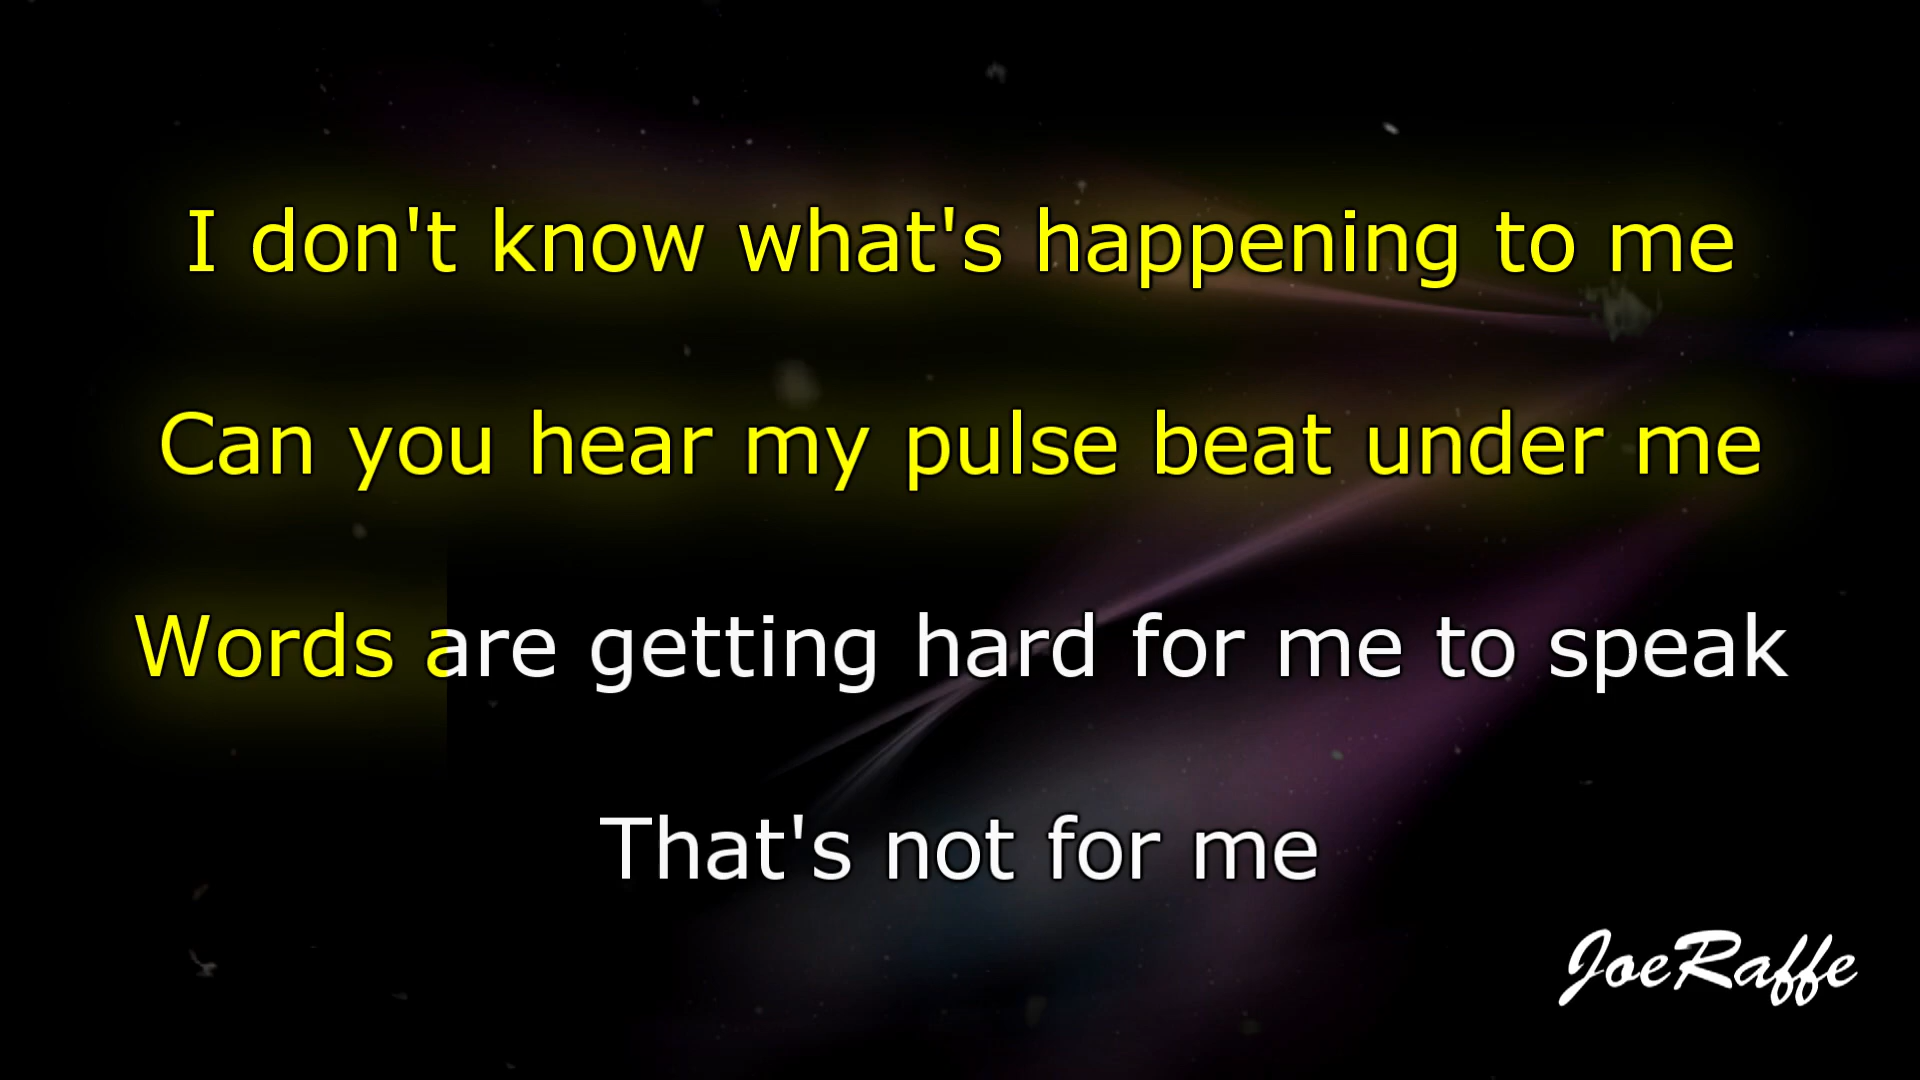 I don't know what's happening to me
Can you hear my pulse beat under me
Words are getting hard for me to speak
That's not for me
JoeRaffe